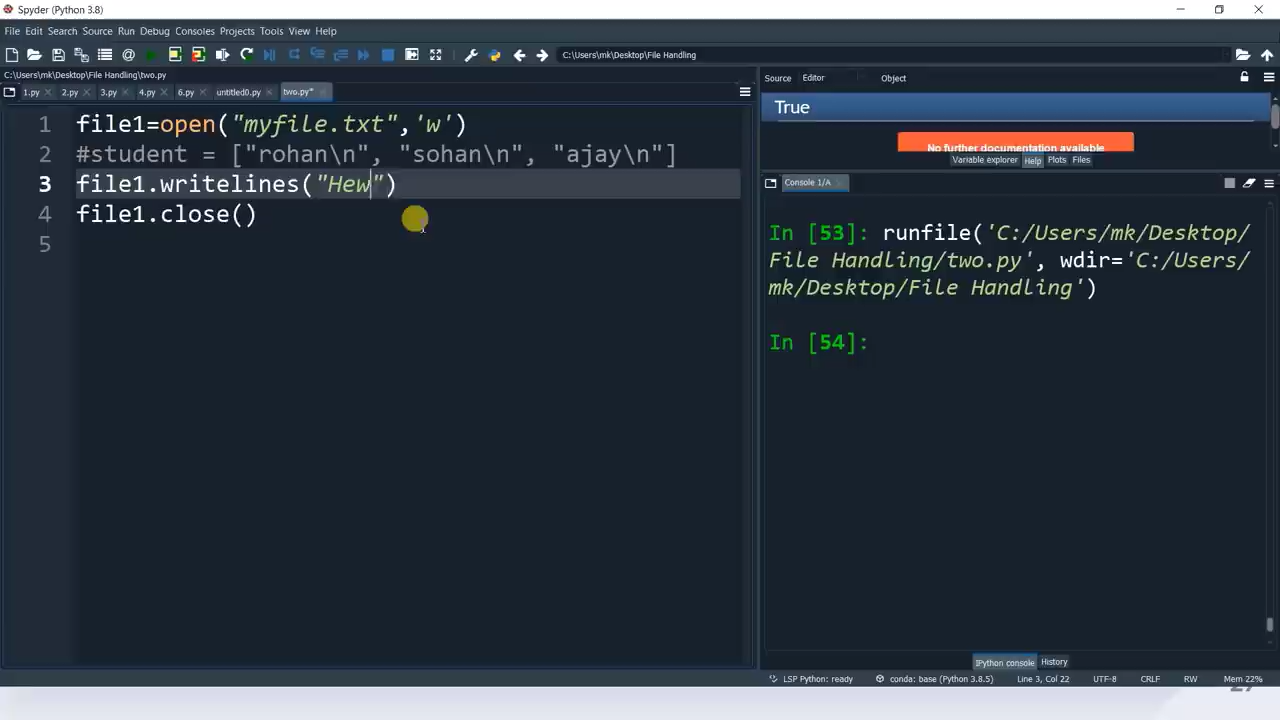 Spyder (Python 3.8)
File Edit Search Source Run Debug Consoles Projects Tools View Help
C:\Users\mk\Desktop\File Handling
C:\Users\mk\Desktop\File Handling\two.py
1.py 2.py 3.py 4.py 6.py untitled0.py two.py*
1 file1=open("myfile.txt",'w')
2 #student = ["rohan\n", "sohan\n", "ajay\n"]
3 file1.writelines("Hew")
4 file1.close()
5
Source Editor Object
True
No further documentation available
Variable explorer Help Plots Files
Console 1/A
In [53]: runfile('C:/Users/mk/Desktop/
File Handling/two.py', wdir='C:/Users/
mk/Desktop/File Handling')
In [54]:
IPython console History
LSP Python: ready conda: base (Python 3.8.5) Line 3, Col 22 UTF-8 CRLF RW Mem 22%